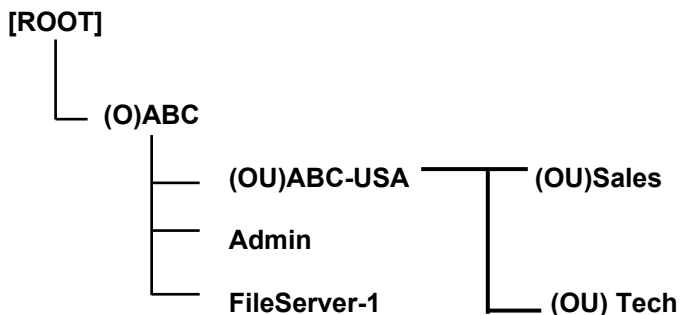 [ROOT]
(O)ABC
(OU)ABC-USA
(OU)Sales
Admin
FileServer-1
(OU) Tech